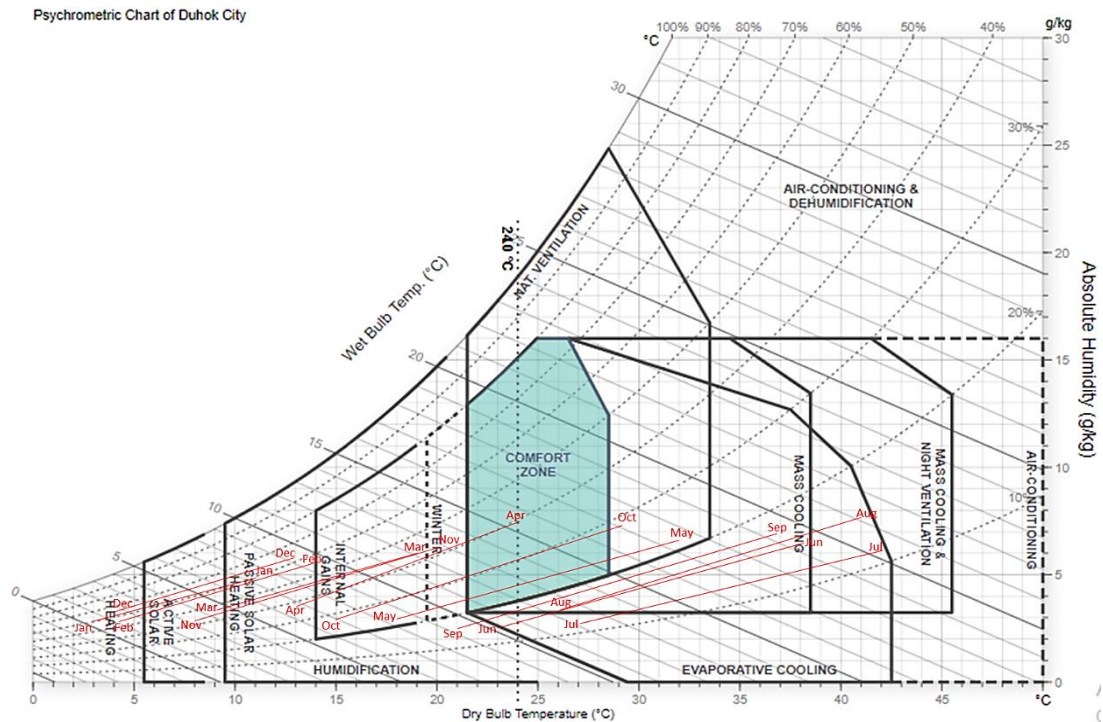 Psychrometric Chart of Duhok City
100% 90% 80% 70% 60% 50% 40%
g/kg
°C
30
30
30%
25
AIR-CONDITIONING &
DEHUMIDIFICATION
NAT. VENTILATION
24.0 °C
Wet Bulb Temp. (°C)
20
20%
20
15
15
10
5
0
COMFORT
ZONE
MASS COOLING
MASS COOLING &
NIGHT VENTILATION
AIR-CONDITIONING
10
10%
Absolute Humidity (g/kg)
WINTER
INTERNAL
GAINS
PASSIVE SOLAR
HEATING
ACTIVE
SOLAR
HEATING
Apr
Oct
Aug
Sep
May
Jun
Jul
Nov
Mar
Dec
Feb
Jan
5
Dec
Jan
Feb
Mar
Nov
Apr
Oct
May
Sep
Jun
Aug
Jul
HUMIDIFICATION
EVAPORATIVE COOLING
0
0 5 10 15 20 25 30 35 40 45 °C
Dry Bulb Temperature (°C)